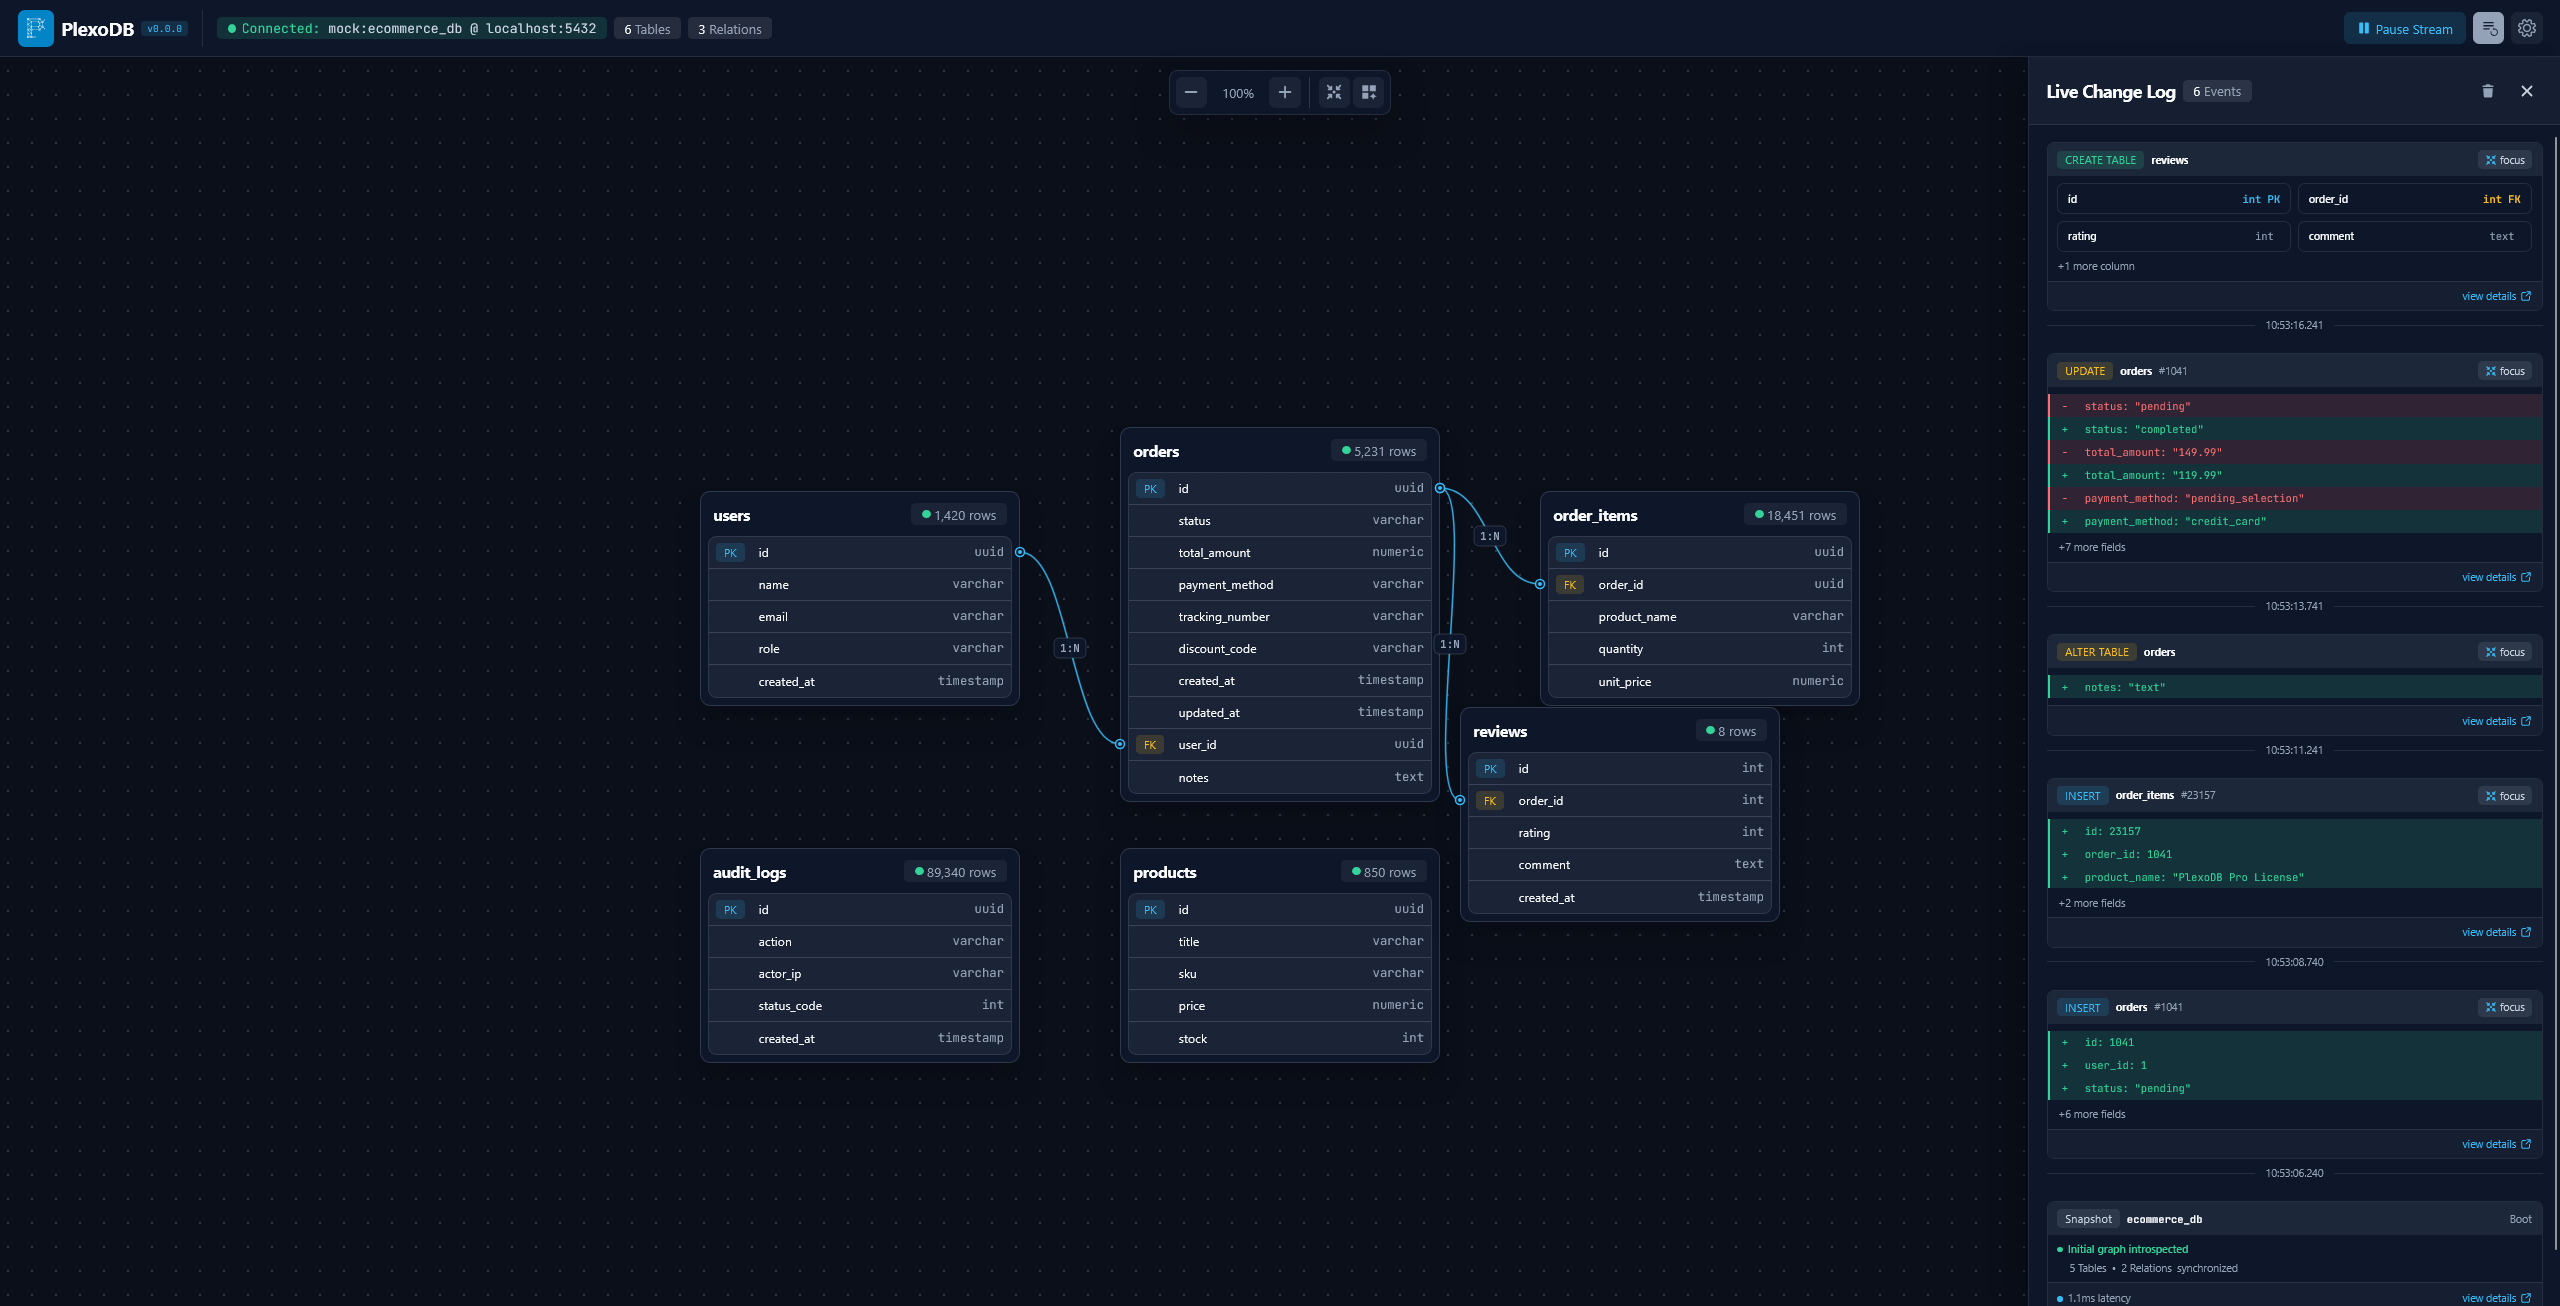 PlexoDB v0.0.0 Connected: mock:ecommerce_db @ localhost:5432 6 Tables 3 Relations Pause Stream
100%
users 1,420 rows
PK id uuid
name varchar
email varchar
role varchar
created_at timestamp
1:N
orders 5,231 rows
PK id uuid
status varchar
total_amount numeric
payment_method varchar
tracking_number varchar
discount_code varchar
created_at timestamp
updated_at timestamp
FK user_id uuid
notes text
1:N
1:N
order_items 18,451 rows
PK id uuid
FK order_id uuid
product_name varchar
quantity int
unit_price numeric
reviews 8 rows
PK id int
FK order_id int
rating int
comment text
created_at timestamp
audit_logs 89,340 rows
PK id uuid
action varchar
actor_ip varchar
status_code int
created_at timestamp
products 850 rows
PK id uuid
title varchar
sku varchar
price numeric
stock int
Live Change Log 6 Events
CREATE TABLE reviews focus
id int PK order_id int FK
rating int comment text
+1 more column
view details
10:53:16.241
UPDATE orders #1041 focus
- status: "pending"
+ status: "completed"
- total_amount: "149.99"
+ total_amount: "119.99"
- payment_method: "pending_selection"
+ payment_method: "credit_card"
+7 more fields
view details
10:53:13.741
ALTER TABLE orders focus
+ notes: "text"
view details
10:53:11.241
INSERT order_items #23157 focus
+ id: 23157
+ order_id: 1041
+ product_name: "PlexoDB Pro License"
+2 more fields
view details
10:53:08.740
INSERT orders #1041 focus
+ id: 1041
+ user_id: 1
+ status: "pending"
+6 more fields
view details
10:53:06.240
Snapshot ecommerce_db Boot
Initial graph introspected
5 Tables • 2 Relations synchronized
1.1ms latency view details